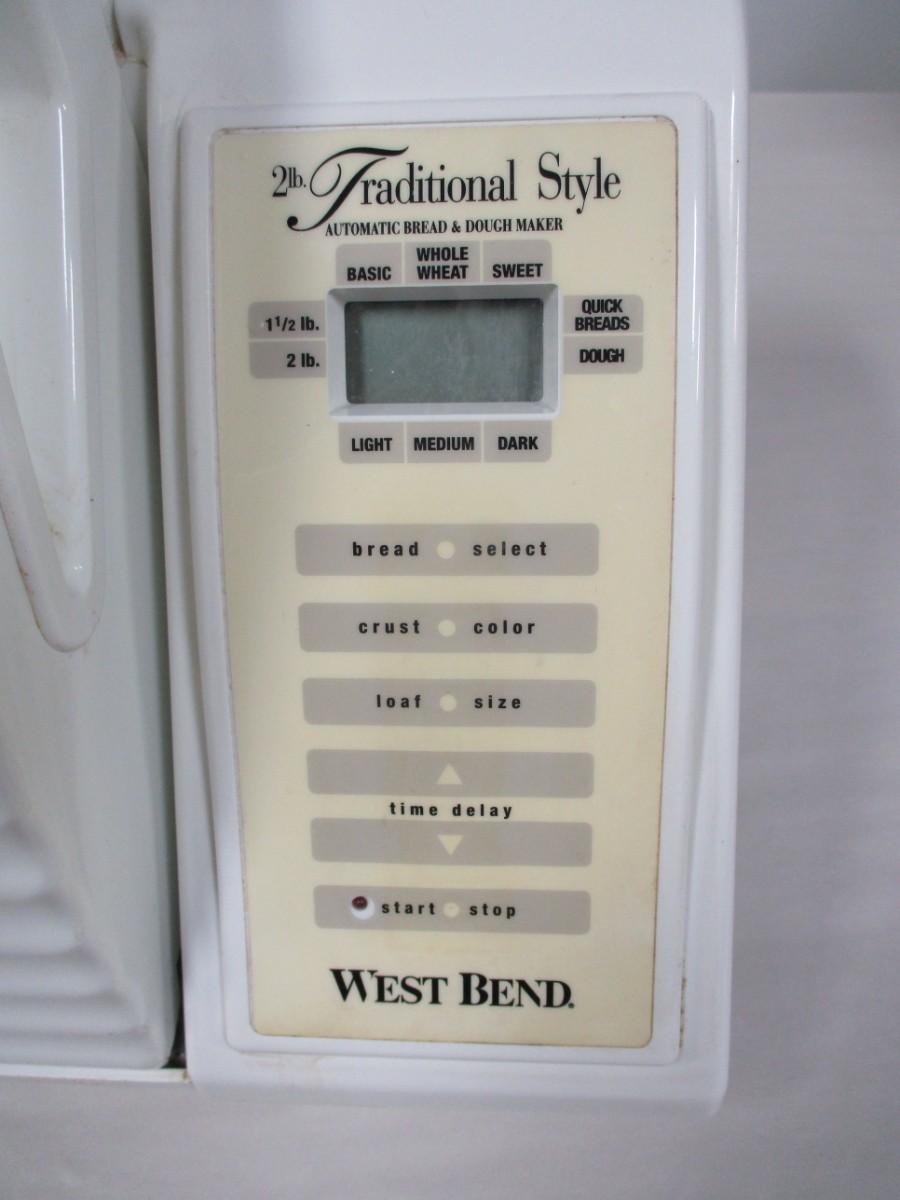 2lb. Traditional Style
AUTOMATIC BREAD & DOUGH MAKER
BASIC
WHOLE
WHEAT
SWEET
1 1/2 lb.
2 lb.
QUICK
BREADS
DOUGH
LIGHT
MEDIUM
DARK
bread select
crust color
loaf size
time delay
start stop
WEST BEND.